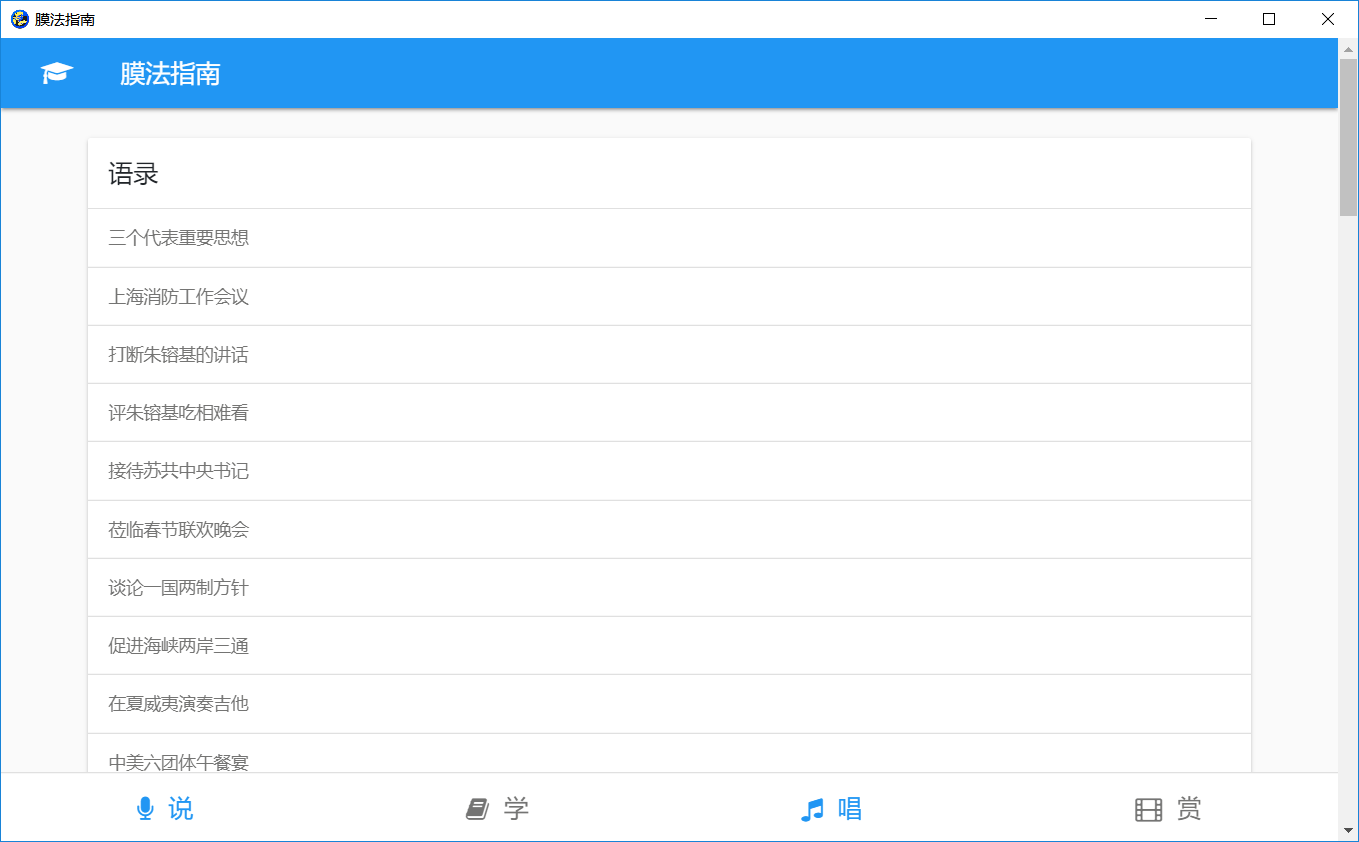 膜法指南
膜法指南
语录
三个代表重要思想
上海消防工作会议
打断朱镕基的讲话
评朱镕基吃相难看
接待苏共中央书记
莅临春节联欢晚会
谈论一国两制方针
促进海峡两岸三通
在夏威夷演奏吉他
中美六团体午餐宴
说 学 唱 赏